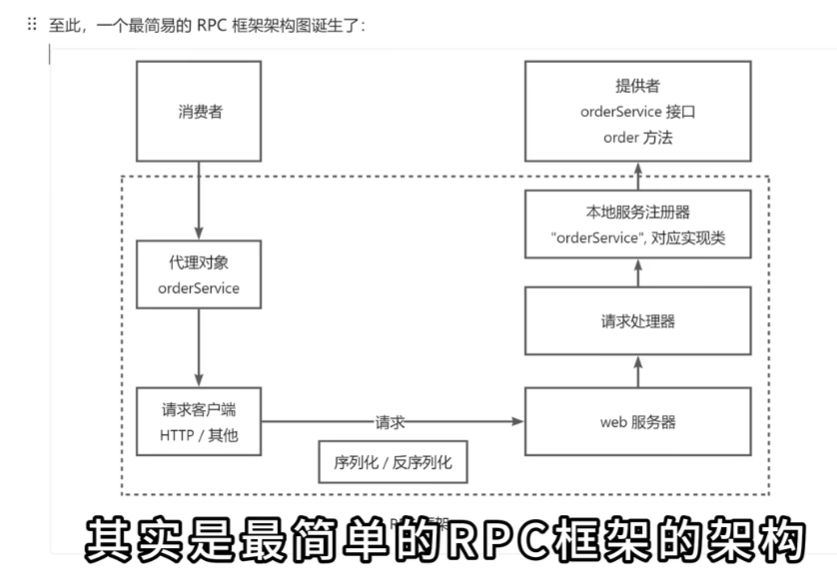 至此，一个最简易的 RPC 框架架构图诞生了：
消费者
提供者
orderService 接口
order 方法
本地服务注册器
"orderService", 对应实现类
代理对象
orderService
请求处理器
请求客户端
HTTP / 其他
请求
web 服务器
序列化 / 反序列化
其实是最简单的RPC框架的架构